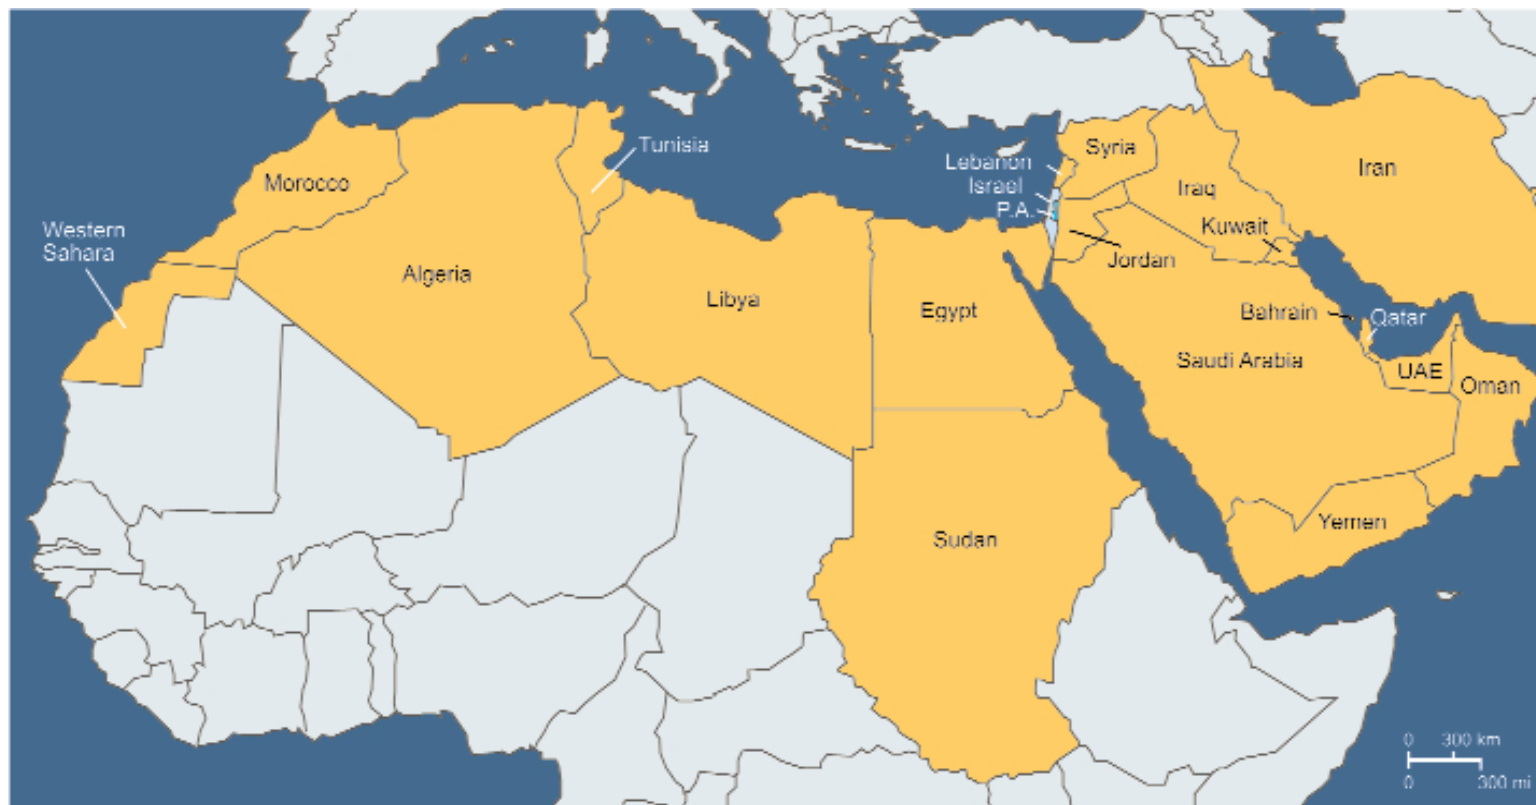 Tunisia
Morocco
Western
Sahara
Algeria
Libya
Egypt
Sudan
Lebanon
Israel
P.A.
Syria
Iraq
Iran
Kuwait
Jordan
Bahrain
Qatar
Saudi Arabia
UAE
Oman
Yemen
0 300 km
0 300 mi